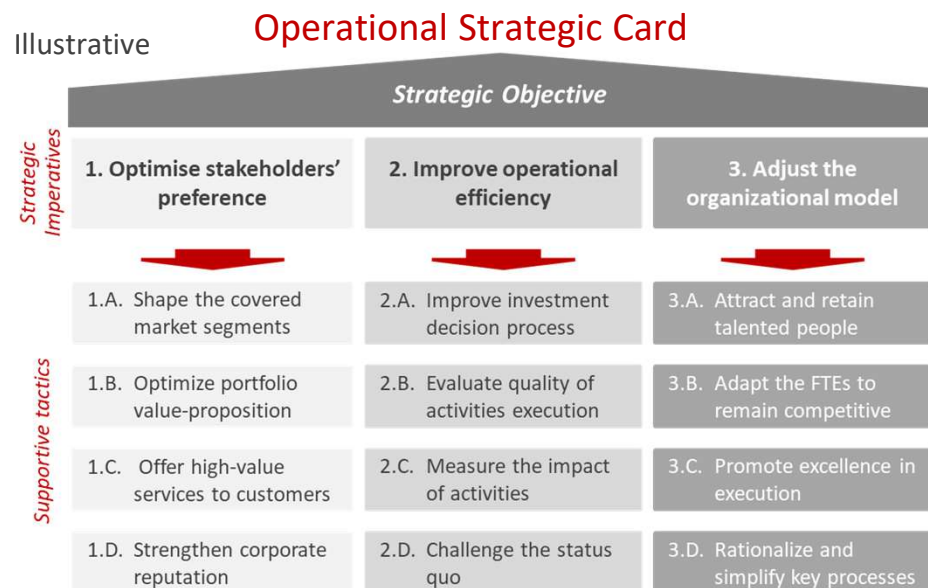 Operational Strategic Card
Illustrative
Strategic Objective
Strategic
Imperatives
1. Optimise stakeholders’
preference
2. Improve operational
efficiency
3. Adjust the
organizational model
Supportive tactics
1.A. Shape the covered
market segments
2.A. Improve investment
decision process
3.A. Attract and retain
talented people
1.B. Optimize portfolio
value-proposition
2.B. Evaluate quality of
activities execution
3.B. Adapt the FTEs to
remain competitive
1.C. Offer high-value
services to customers
2.C. Measure the impact
of activities
3.C. Promote excellence in
execution
1.D. Strengthen corporate
reputation
2.D. Challenge the status
quo
3.D. Rationalize and
simplify key processes